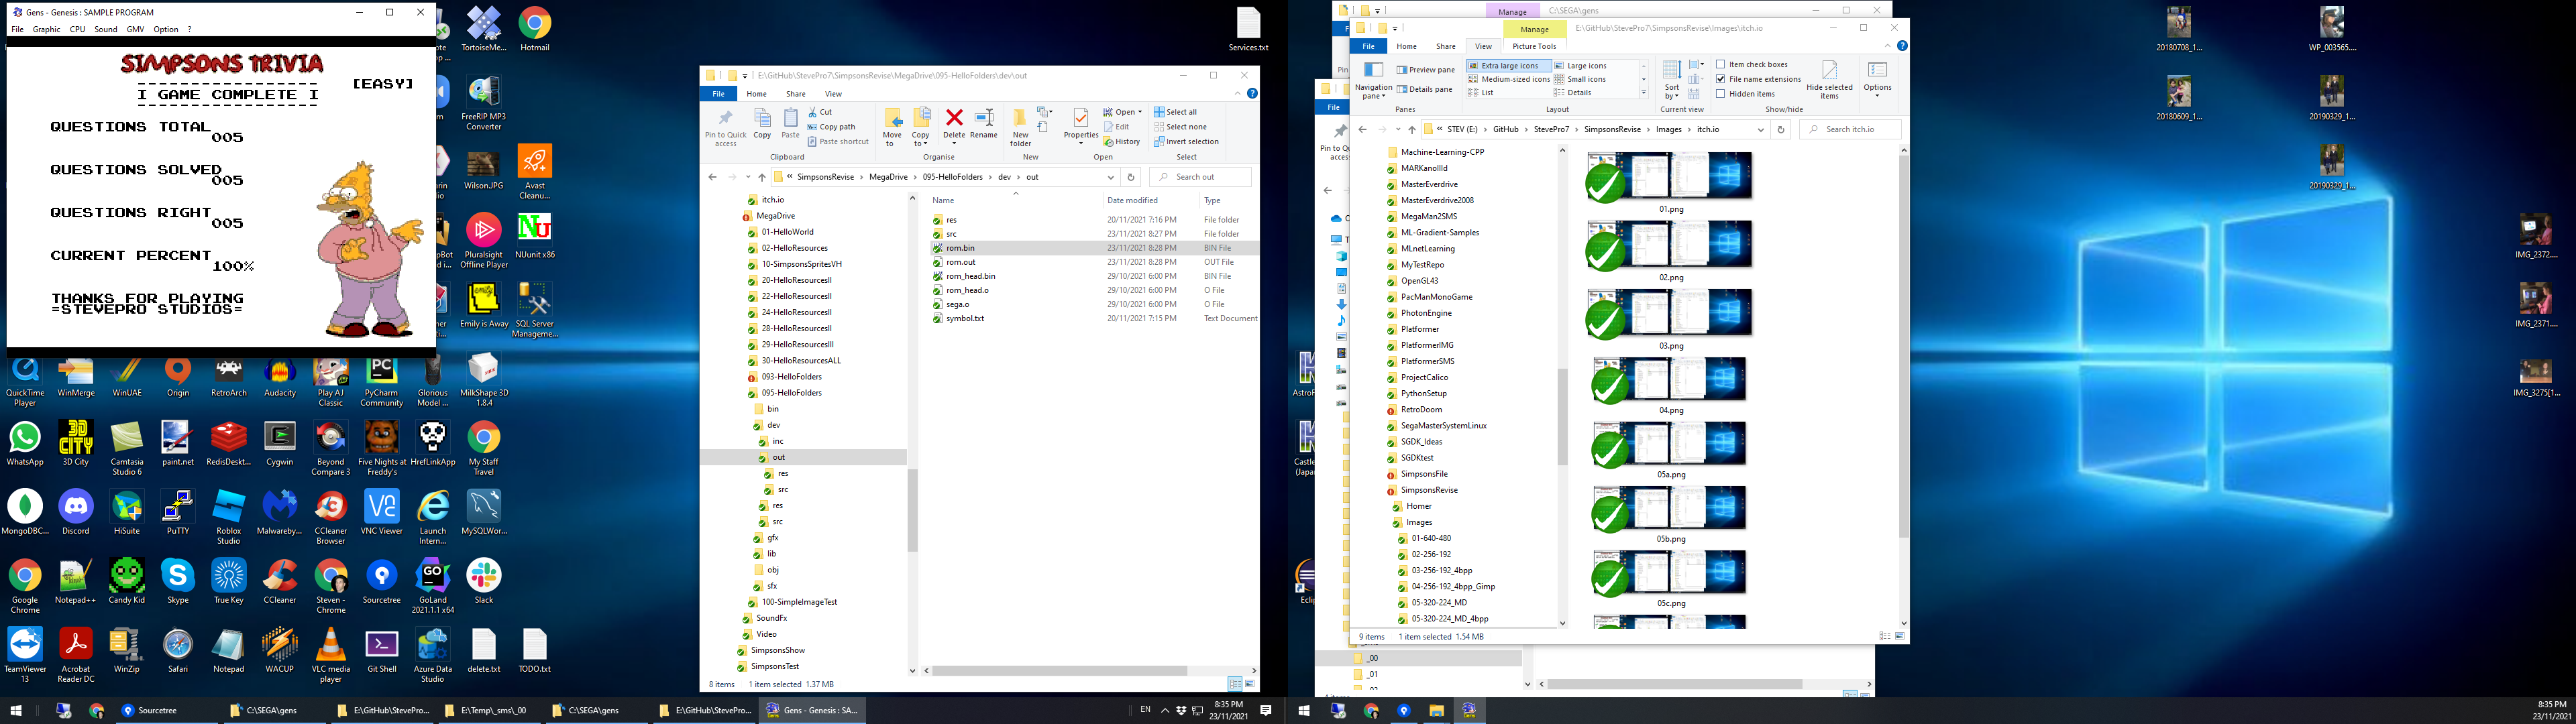 Gens - Genesis : SAMPLE PROGRAM
File Graphic CPU Sound GMV Option ?
SIMPSONS TRIVIA
[EASY]
I GAME COMPLETE I
QUESTIONS TOTAL
005
QUESTIONS SOLVED
005
QUESTIONS RIGHT
005
CURRENT PERCENT
100%
THANKS FOR PLAYING
=STEVEPRO STUDIOS=
TortoiseMe...
Hotmail
FreeRIP MP3
Converter
WilsonJPG
Avast
Cleanu...
Pluralsight
Offline Player
NUnit x86
Emily is Away
SQL Server
Manageme...
QuickTime
Player
WinMerge
WinUAE
Origin
RetroArch
Audacity
Play AJ
Classic
PyCharm
Community
Glorious
Model ...
MilkShape 3D
1.8.4
WhatsApp
3D City
Camtasia
Studio 6
paint.net
RedisDeskt...
Cygwin
Beyond
Compare 3
Five Nights at
Freddy's
HrefLinkApp
My Staff
Travel
MongoDBC...
Discord
HiSuite
PuTTY
Roblox
Studio
Malwareby...
CCleaner
Browser
VNC Viewer
Launch
Intern...
MySQLWor...
Google
Chrome
Notepad++
Candy Kid
Skype
True Key
CCleaner
Steven -
Chrome
Sourcetree
GoLand
2021.1.1 x64
Slack
TeamViewer
13
Acrobat
Reader DC
WinZip
Safari
Notepad
WACUP
VLC media
player
Git Shell
Azure Data
Studio
delete.txt
TODO.txt
Services.txt
E:\GitHub\StevePro7\SimpsonsRevise\MegaDrive\095-HelloFolders\dev\out
File Home Share View
Pin to Quick
access
Copy
Paste
Cut
Copy path
Paste shortcut
Clipboard
Move
to
Copy
to
Delete
Rename
Organise
New
folder
New
Properties
Open
Edit
History
Open
Select all
Select none
Invert selection
Select
SimpsonsRevise > MegaDrive > 095-HelloFolders > dev > out
Search out
itch.io
MegaDrive
01-HelloWorld
02-HelloResources
10-SimpsonsSpritesVH
20-HelloResourcesII
22-HelloResourcesII
24-HelloResourcesII
28-HelloResourcesII
29-HelloResourcesIII
30-HelloResourcesALL
093-HelloFolders
095-HelloFolders
bin
dev
inc
out
res
src
res
src
gfx
lib
obj
sfx
100-SimpleImageTest
SoundFx
Video
SimpsonsShow
SimpsonsTest
Name Date modified Type
res 20/11/2021 7:16 PM File folder
src 23/11/2021 8:27 PM File folder
rom.bin 23/11/2021 8:28 PM BIN File
rom.out 23/11/2021 8:28 PM OUT File
rom_head.bin 29/10/2021 6:00 PM BIN File
rom_head.o 29/10/2021 6:00 PM O File
sega.o 29/10/2021 6:00 PM O File
symbol.txt 20/11/2021 7:15 PM Text Document
8 items 1 item selected 1.37 MB
Manage C:\SEGA\gens
Manage E:\GitHub\StevePro7\SimpsonsRevise\Images\itch.io
File Home Share View Picture Tools
Navigation
pane
Preview pane
Details pane
Panes
Extra large icons
Large icons
Medium-sized icons
Small icons
List
Details
Layout
Sort
by
Current view
Item check boxes
File name extensions
Hidden items
Hide selected
items
Show/hide
Options
STEV (E:) > GitHub > StevePro7 > SimpsonsRevise > Images > itch.io
Search itch.io
Machine-Learning-CPP
MARKanoIId
MasterEverdrive
MasterEverdrive2008
MegaMan2SMS
ML-Gradient-Samples
MLnetLearning
MyTestRepo
OpenGL43
PacManMonoGame
PhotonEngine
Platformer
PlatformerIMG
PlatformerSMS
ProjectCalico
PythonSetup
RetroDoom
SegaMasterSystemLinux
SGDK_Ideas
SGDKtest
SimpsonsFile
SimpsonsRevise
Homer
Images
01-640-480
02-256-192
03-256-192_4bpp
04-256-192_4bpp_Gimp
05-320-224_MD
05-320-224_MD_4bpp
01.png
02.png
03.png
04.png
05a.png
05b.png
05c.png
9 items 1 item selected 1.54 MB
File
_00
_01
20180708_1...
WP_003565....
20180609_1...
20190329_1...
20190329_1...
IMG_2372....
IMG_2371....
IMG_3275[1...
Sourcetree
C:\SEGA\gens
E:\GitHub\StevePro...
E:\Temp\_sms\_00
C:\SEGA\gens
E:\GitHub\StevePro...
Gens - Genesis : SA...
EN
8:35 PM
23/11/2021
8:35 PM
23/11/2021